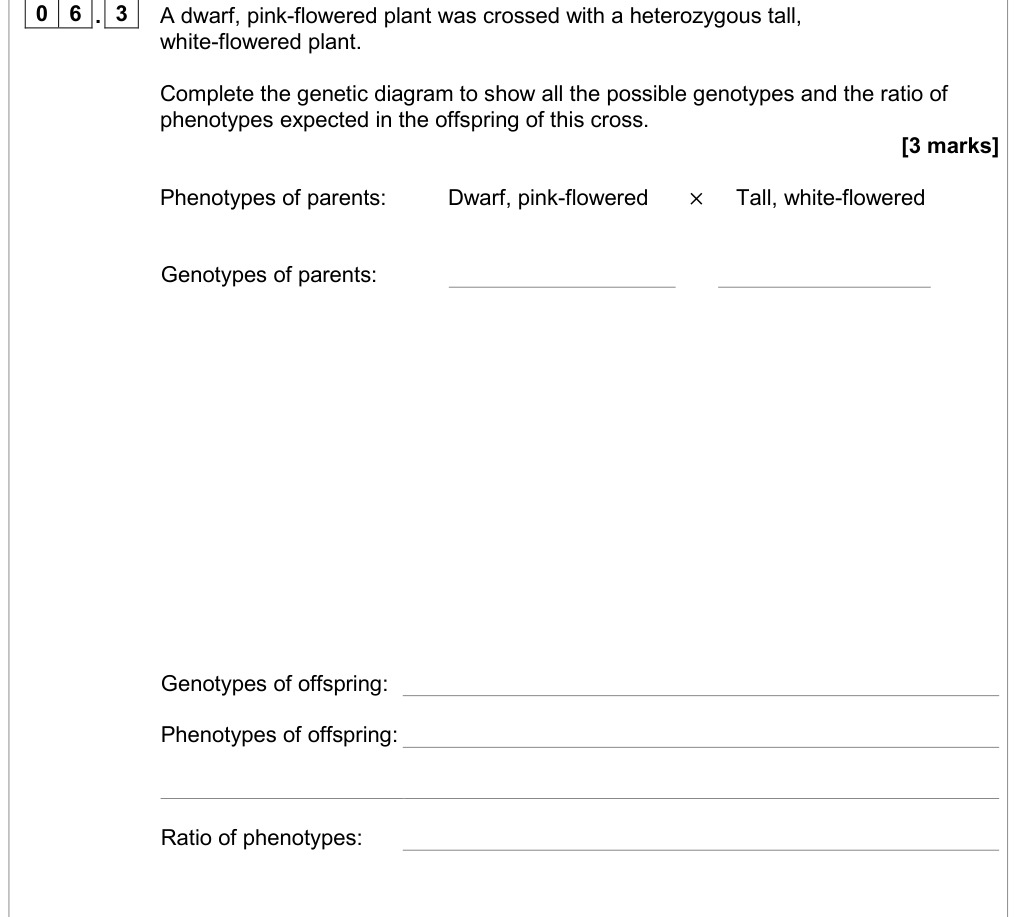 0 6 . 3 A dwarf, pink-flowered plant was crossed with a heterozygous tall,
white-flowered plant.
Complete the genetic diagram to show all the possible genotypes and the ratio of
phenotypes expected in the offspring of this cross.
[3 marks]
Phenotypes of parents: Dwarf, pink-flowered × Tall, white-flowered
Genotypes of parents:
Genotypes of offspring:
Phenotypes of offspring:
Ratio of phenotypes: